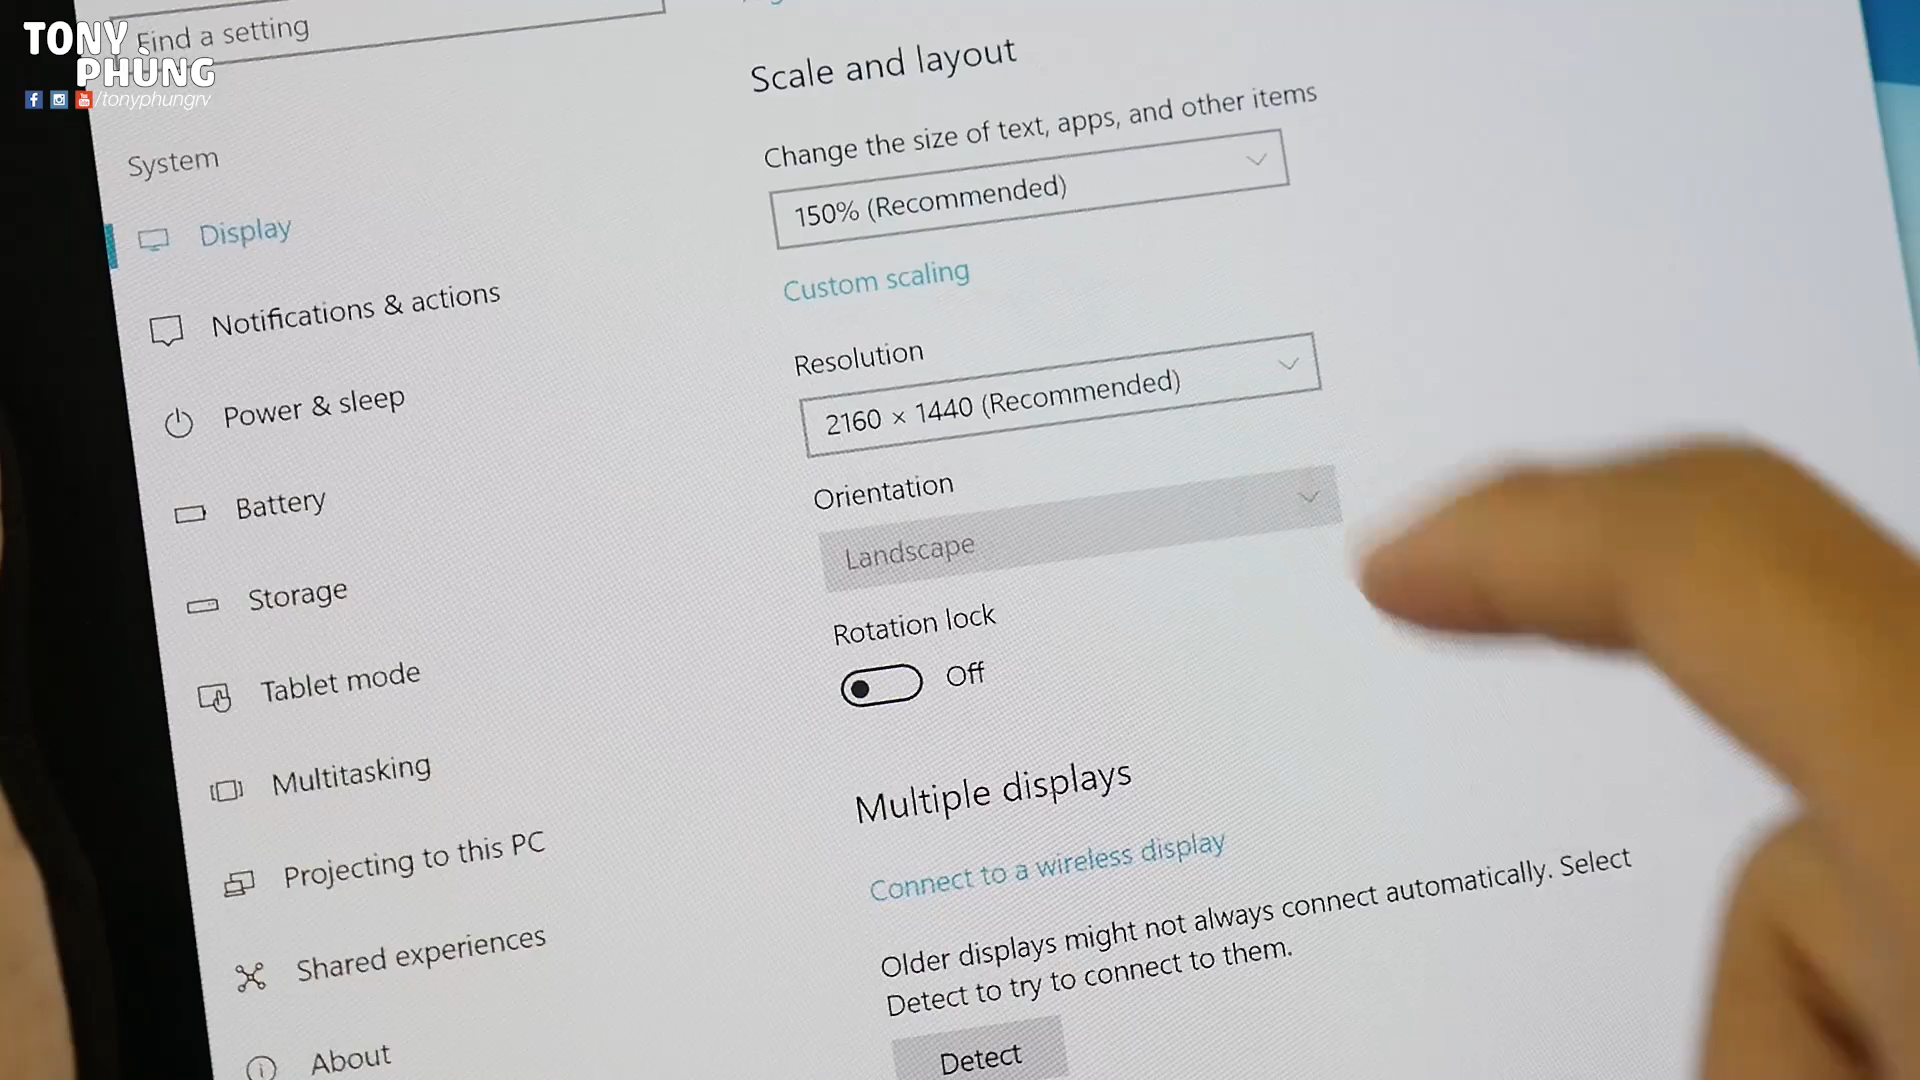 TONY
PHÙNG
/tonyphungrv
Find a setting
System
Display
Notifications & actions
Power & sleep
Battery
Storage
Tablet mode
Multitasking
Projecting to this PC
Shared experiences
About
Scale and layout
Change the size of text, apps, and other items
150% (Recommended)
Custom scaling
Resolution
2160 × 1440 (Recommended)
Orientation
Landscape
Rotation lock
Off
Multiple displays
Connect to a wireless display
Older displays might not always connect automatically. Select
Detect to try to connect to them.
Detect